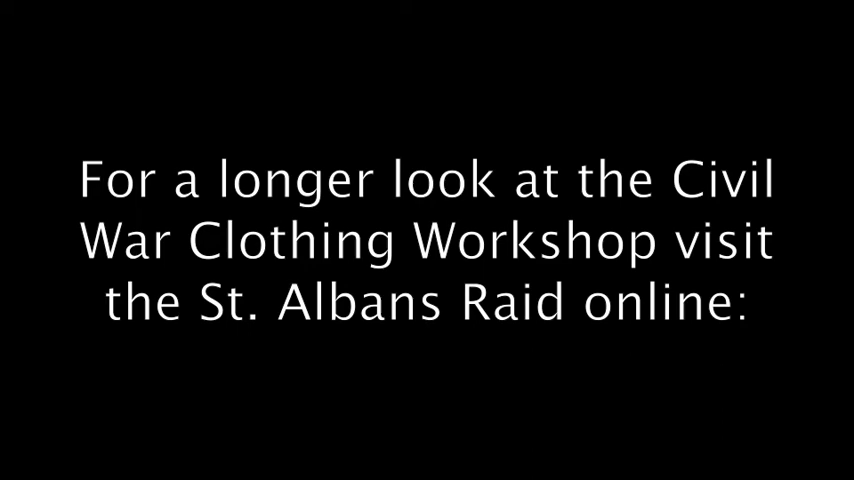 For a longer look at the Civil
War Clothing Workshop visit
the St. Albans Raid online: